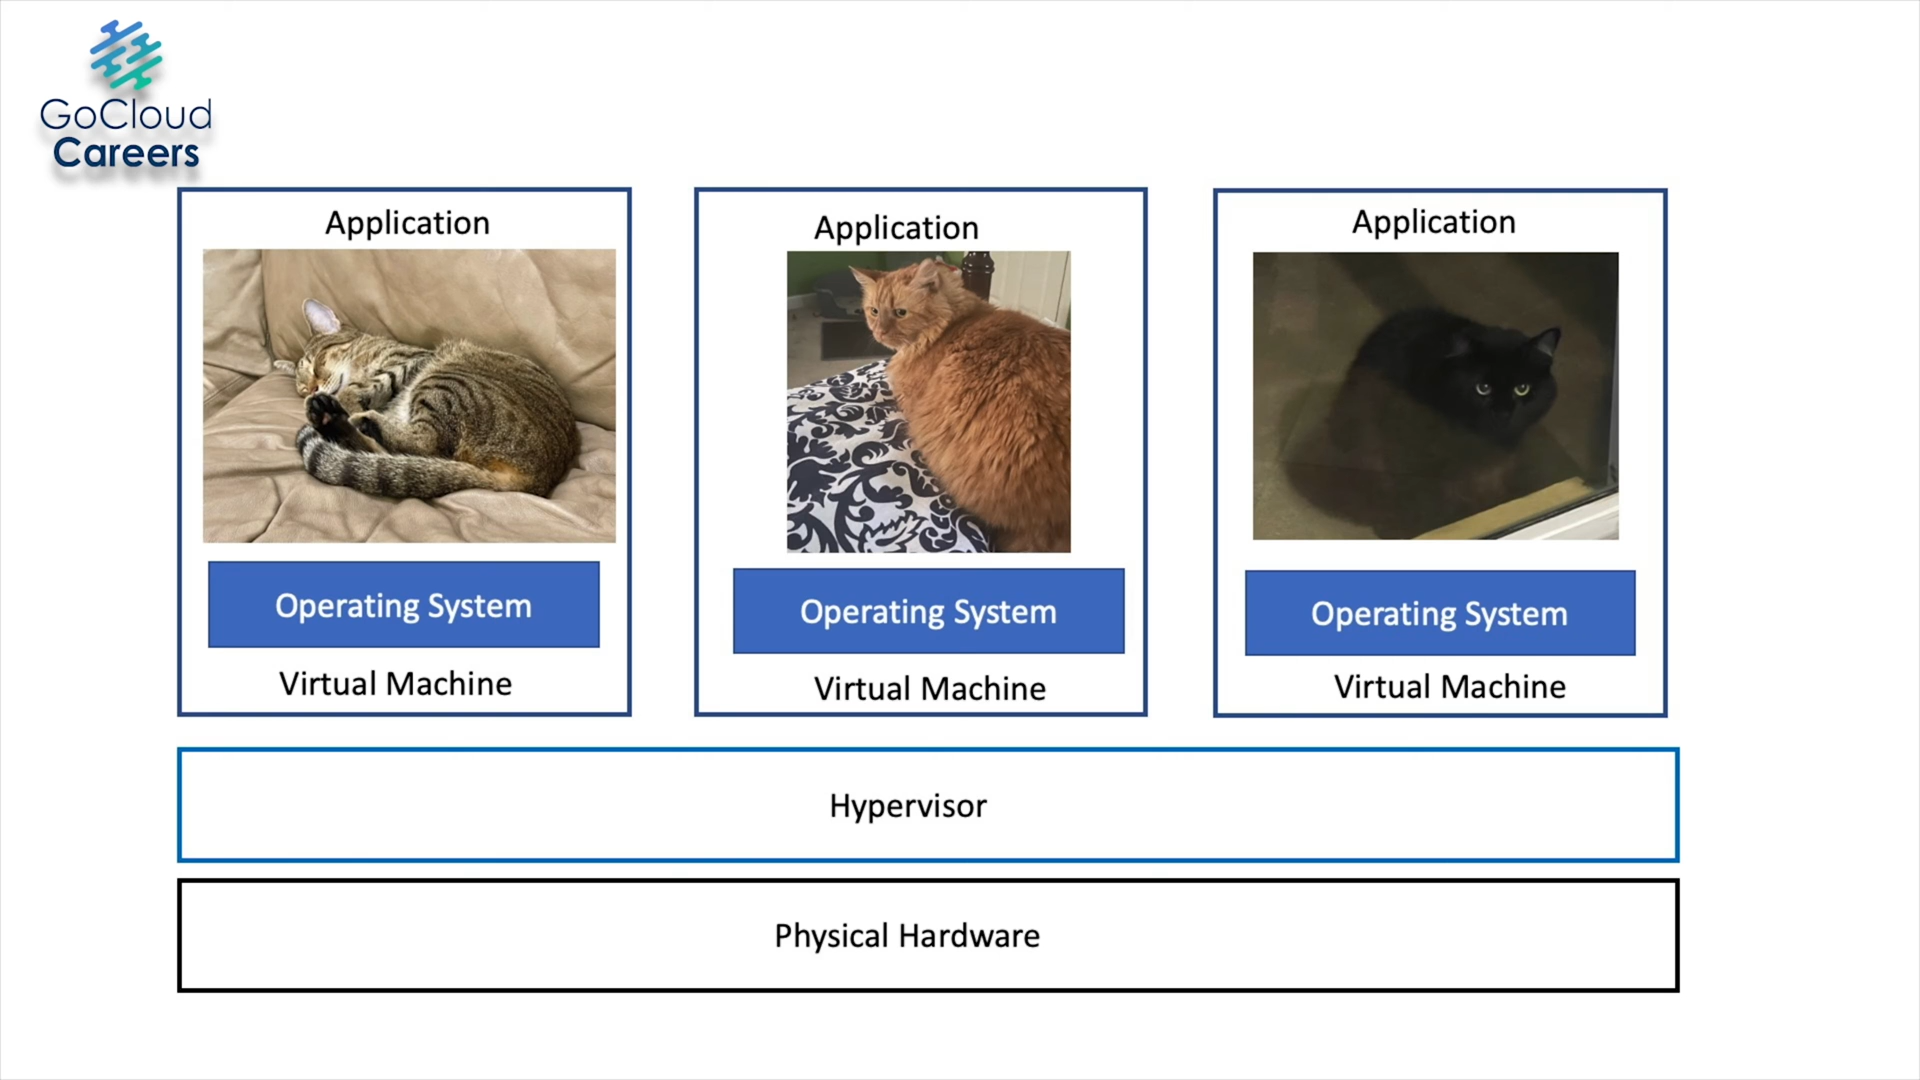 GoCloud
Careers
Application
Application
Application
Operating System
Operating System
Operating System
Virtual Machine
Virtual Machine
Virtual Machine
Hypervisor
Physical Hardware